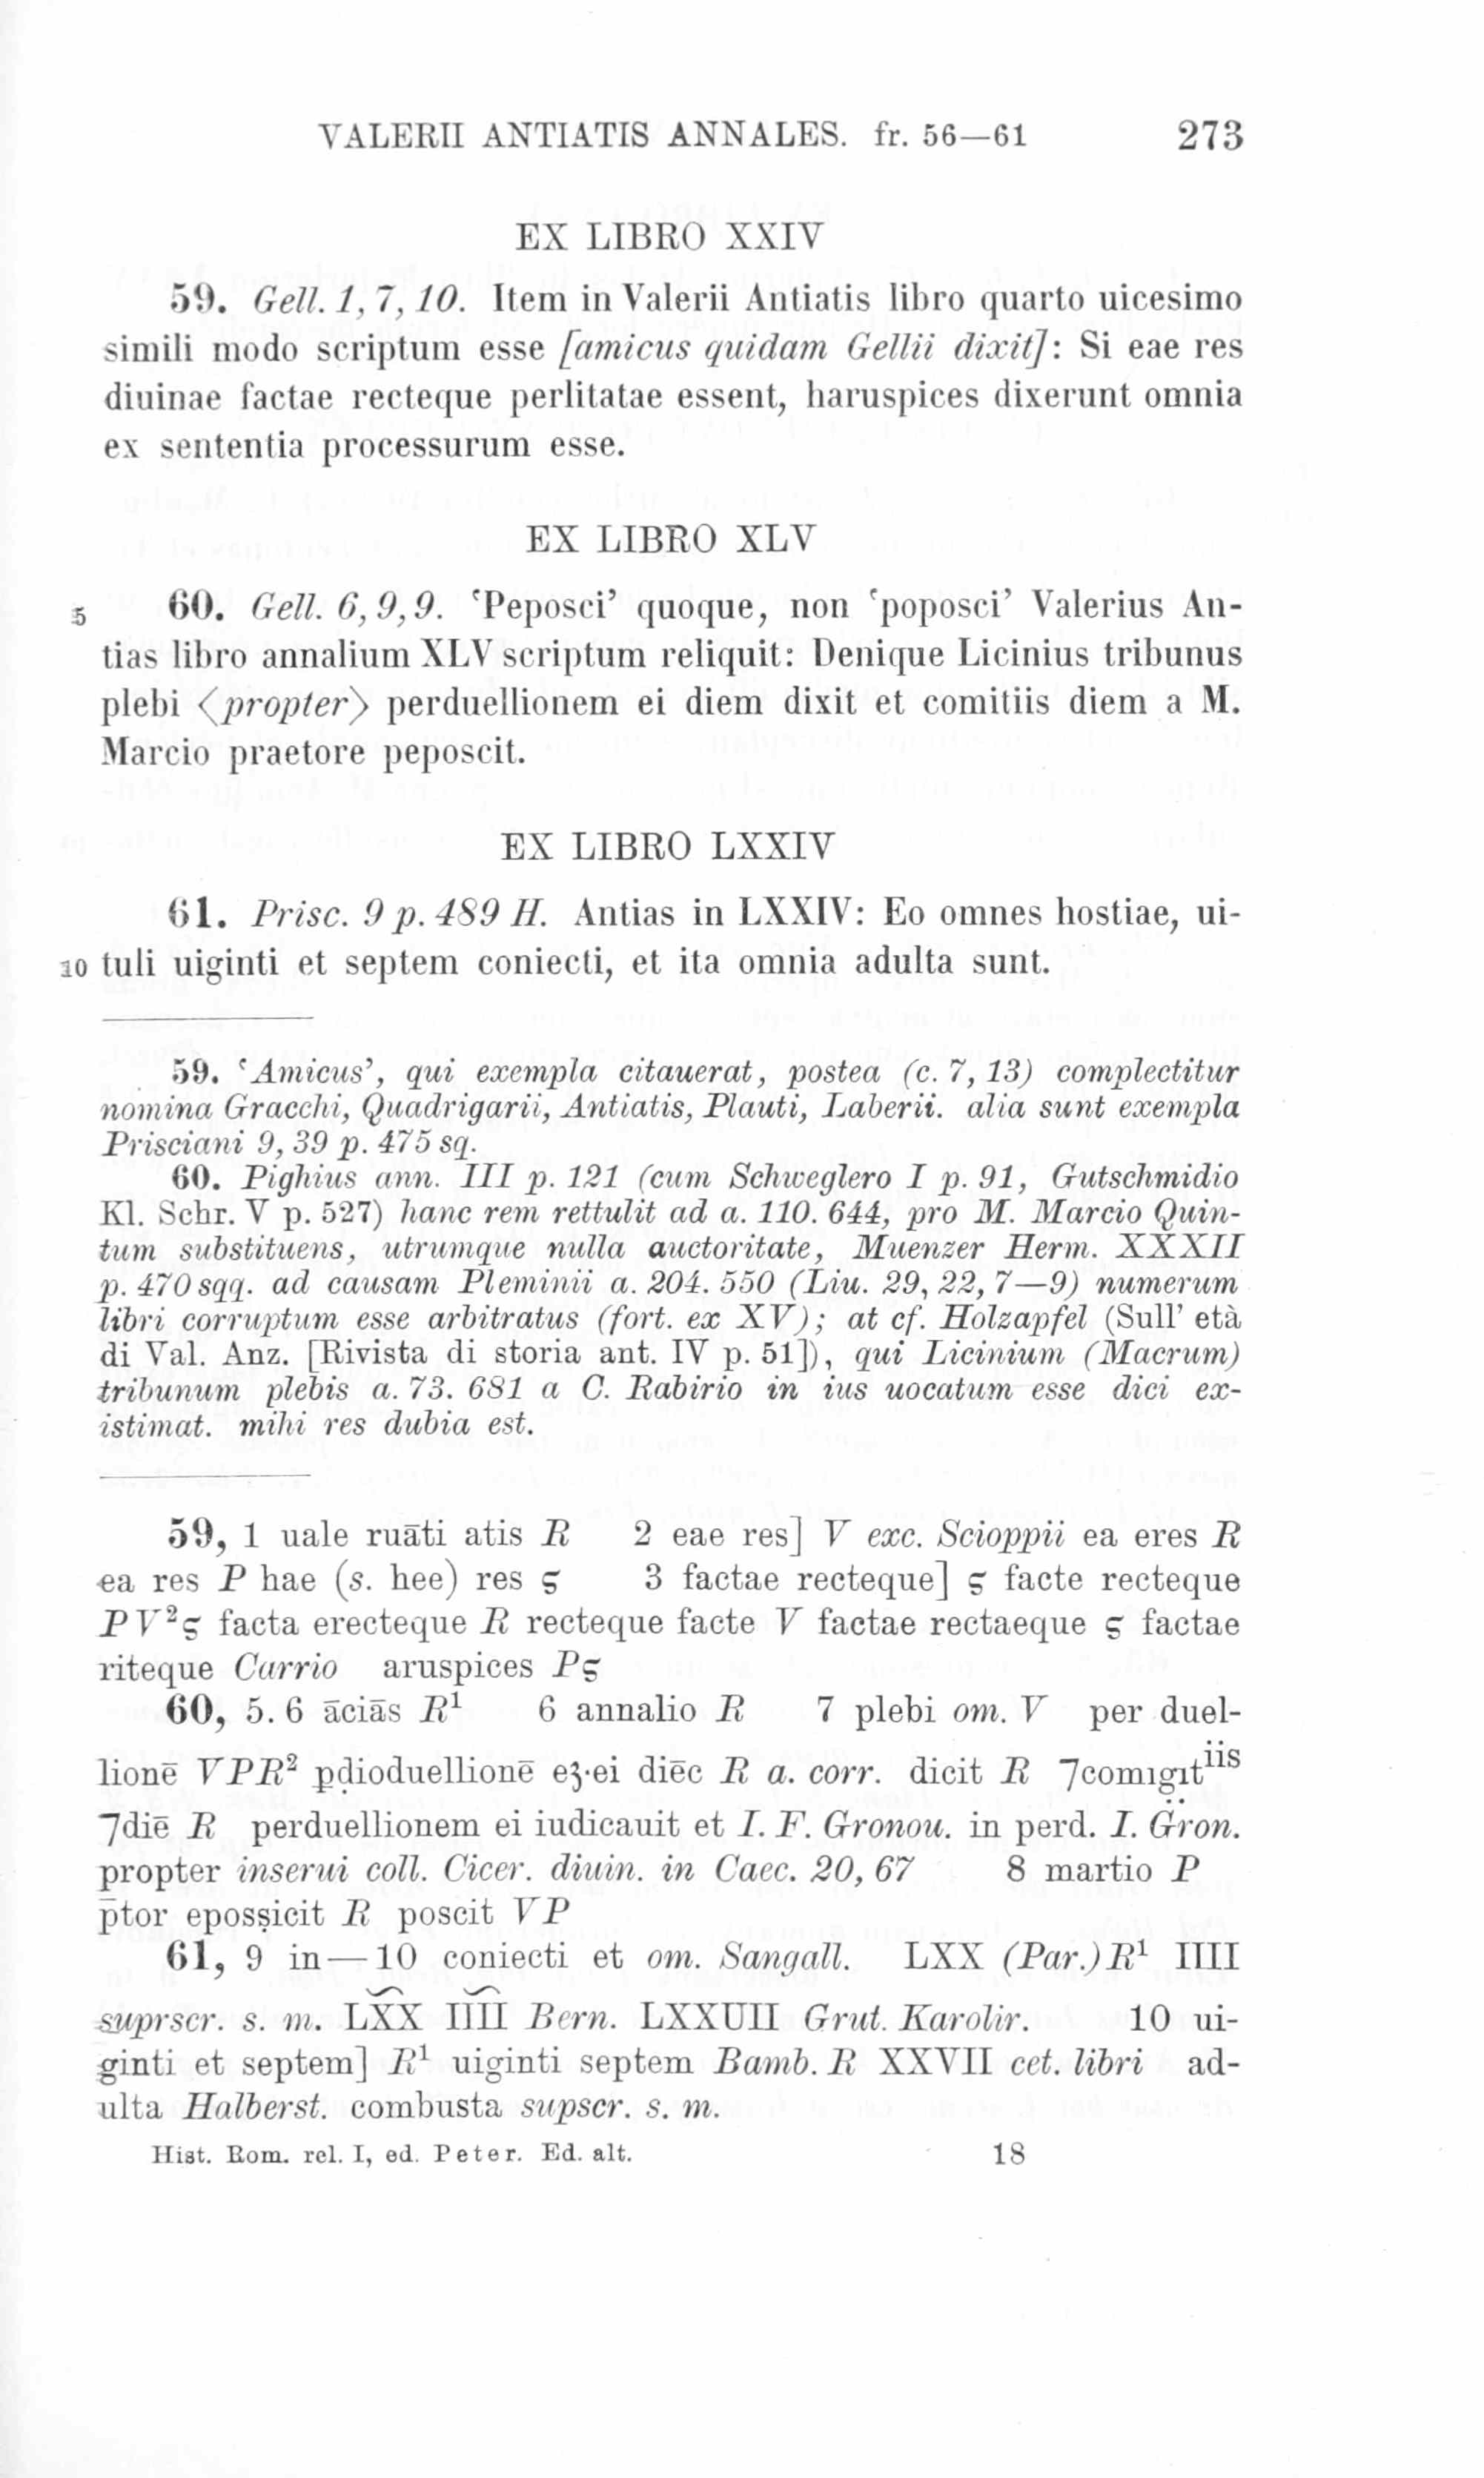 VALERII ANTIATIS ANNALES. fr. 56—61 273
EX LIBRO XXIV
59. Gell. 1, 7, 10. Item in Valerii Antiatis libro quarto uicesimo
simili modo scriptum esse [amicus quidam Gellii dixit]: Si eae res
diuinae factae recteque perlitatae essent, haruspices dixerunt omnia
ex sententia processurum esse.
EX LIBRO XLV
5 60. Gell. 6, 9, 9. ‘Peposci’ quoque, non ‘poposci’ Valerius An-
tias libro annalium XLV scriptum reliquit: Denique Licinius tribunus
plebi ⟨propter⟩ perduellionem ei diem dixit et comitiis diem a M.
Marcio praetore peposcit.
EX LIBRO LXXIV
61. Prisc. 9 p. 489 H. Antias in LXXIV: Eo omnes hostiae, ui-
10 tuli uiginti et septem coniecti, et ita omnia adulta sunt.
59. ‘Amicus’, qui exempla citauerat, postea (c. 7, 13) complectitur
nomina Gracchi, Quadrigarii, Antiatis, Plauti, Laberii. alia sunt exempla
Prisciani 9, 39 p. 475 sq.
60. Pighius ann. III p. 121 (cum Schweglero I p. 91, Gutschmidio
Kl. Schr. V p. 527) hanc rem rettulit ad a. 110. 644, pro M. Marcio Quin-
tum substituens, utrumque nulla auctoritate, Muenzer Herm. XXXII
p. 470 sqq. ad causam Pleminii a. 204. 550 (Liu. 29, 22, 7—9) numerum
libri corruptum esse arbitratus (fort. ex XV); at cf. Holzapfel (Sull’ età
di Val. Anz. [Rivista di storia ant. IV p. 51]), qui Licinium (Macrum)
tribunum plebis a. 73. 681 a C. Rabirio in ius uocatum esse dici ex-
istimat. mihi res dubia est.
59, 1 uale ruāti atis R 2 eae res] V exc. Scioppii ea eres R
ea res P hae (s. hee) res ς 3 factae recteque] ς facte recteque
PV²ς facta erecteque R recteque facte V factae rectaeque ς factae
riteque Carrio aruspices Pς
60, 5. 6 āciās R¹ 6 annalio R 7 plebi om. V per duel-
lionē VPR² p̣dioduellionē eʒ·ei diēc R a. corr. dicit R ⁊comıgıtⁱⁱˢ
⁊diē R perduellionem ei iudicauit et I. F. Gronou. in perd. I. Gron.
propter inserui coll. Cicer. diuin. in Caec. 20, 67 8 martio P
p̄tor eposṣicit R poscit VP
61, 9 in—10 coniecti et om. Sangall. LXX (Par.) R¹ IIII
suprscr. s. m. LXX IIII Bern. LXXUII Grut. Karolir. 10 ui-
ginti et septem] R¹ uiginti septem Bamb. R XXVII cet. libri ad-
ulta Halberst. combusta supscr. s. m.
Hist. Rom. rel. I, ed. Peter. Ed. alt. 18